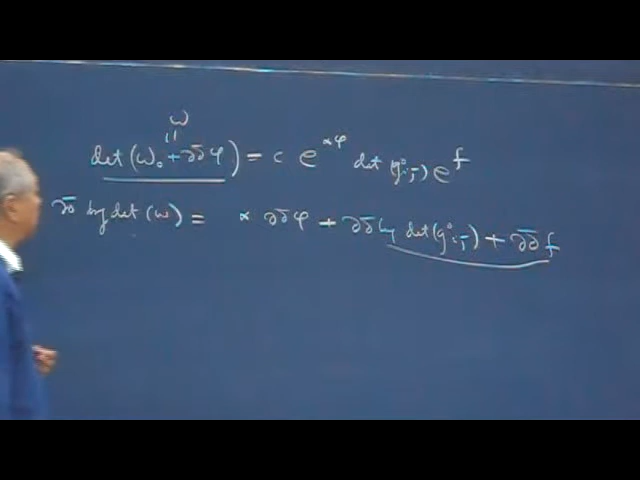 ω
||
det (ω₀ + ∂∂̄φ) = c e^{αφ} det (g°ᵢⱼ̄) e^f
∂∂̄ log det (ω) = α ∂∂̄φ + ∂∂̄ log det (g°ᵢⱼ̄) + ∂∂̄ f